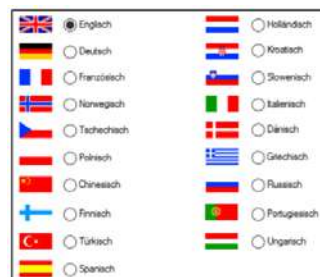 Englisch
Deutsch
Französisch
Norwegisch
Tschechisch
Polnisch
Chinesisch
Finnisch
Türkisch
Spanisch
Holländisch
Kroatisch
Slowenisch
Italienisch
Dänisch
Griechisch
Russisch
Portugiesisch
Ungarisch